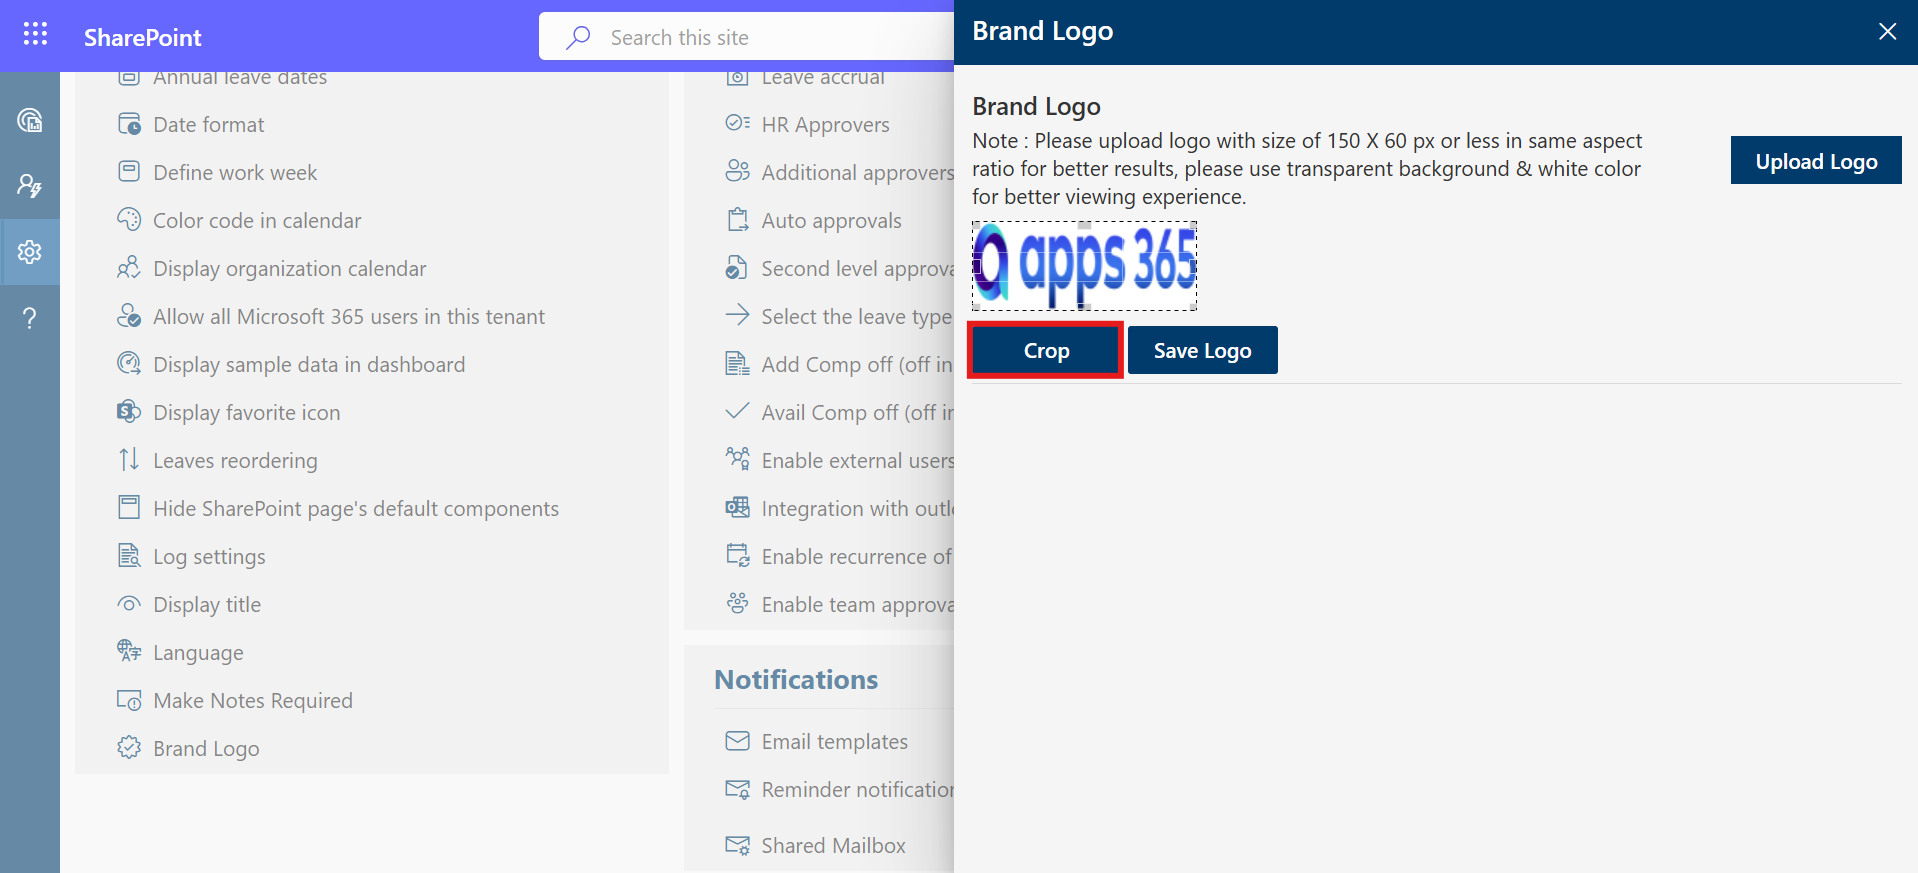 SharePoint
Search this site
Annual leave dates
Date format
Define work week
Color code in calendar
Display organization calendar
Allow all Microsoft 365 users in this tenant
Display sample data in dashboard
Display favorite icon
Leaves reordering
Hide SharePoint page's default components
Log settings
Display title
Language
Make Notes Required
Brand Logo
Leave accrual
HR Approvers
Additional approvers
Auto approvals
Second level approva
Select the leave type
Add Comp off (off in
Avail Comp off (off in
Enable external users
Integration with outlo
Enable recurrence of
Enable team approva
Notifications
Email templates
Reminder notification
Shared Mailbox
Brand Logo
Brand Logo
Note : Please upload logo with size of 150 X 60 px or less in same aspect
ratio for better results, please use transparent background & white color
for better viewing experience.
Upload Logo
apps 365
Crop
Save Logo